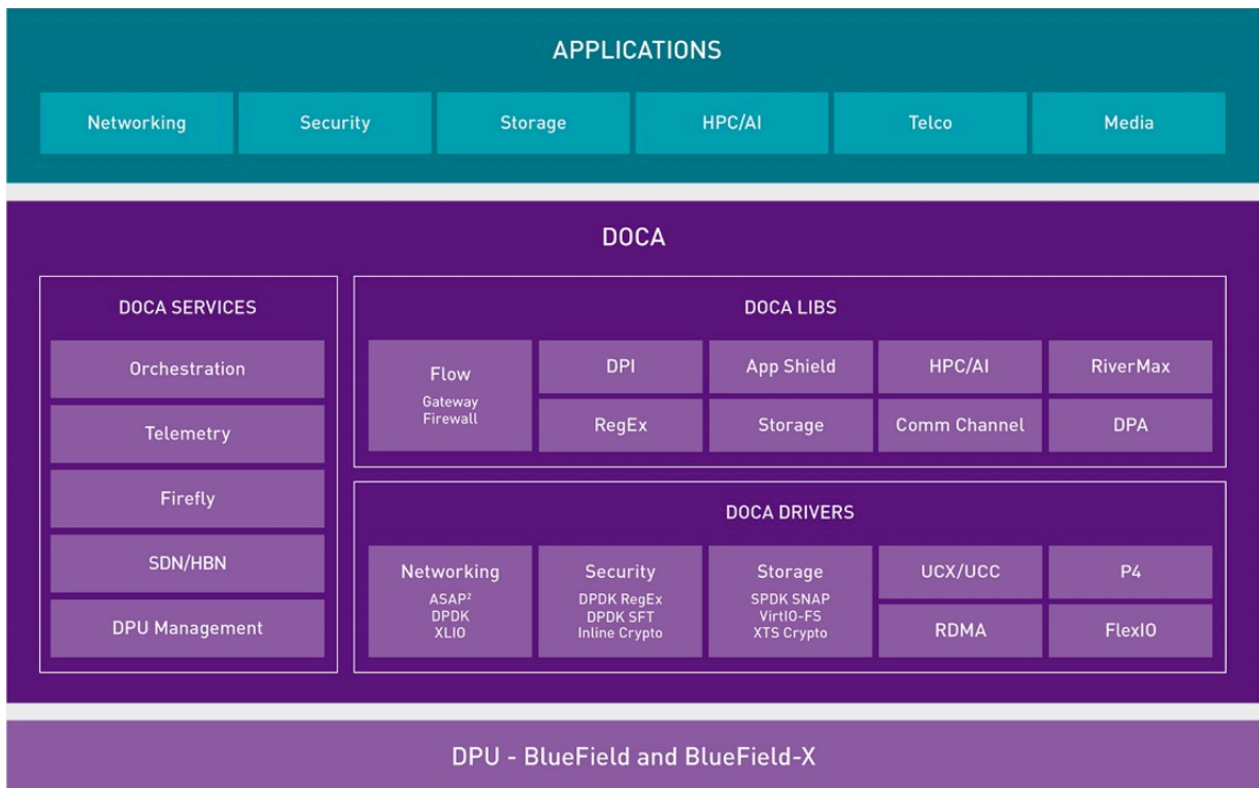 APPLICATIONS
Networking
Security
Storage
HPC/AI
Telco
Media
DOCA
DOCA SERVICES
Orchestration
Telemetry
Firefly
SDN/HBN
DPU Management
DOCA LIBS
Flow
Gateway
Firewall
DPI
App Shield
HPC/AI
RiverMax
RegEx
Storage
Comm Channel
DPA
DOCA DRIVERS
Networking
ASAP²
DPDK
XLIO
Security
DPDK RegEx
DPDK SFT
Inline Crypto
Storage
SPDK SNAP
VirtIO-FS
XTS Crypto
UCX/UCC
P4
RDMA
FlexIO
DPU - BlueField and BlueField-X